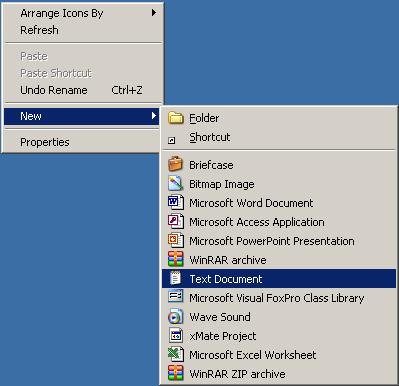 Arrange Icons By
Refresh
Paste
Paste Shortcut
Undo Rename Ctrl+Z
New
Properties
Folder
Shortcut
Briefcase
Bitmap Image
Microsoft Word Document
Microsoft Access Application
Microsoft PowerPoint Presentation
WinRAR archive
Text Document
Microsoft Visual FoxPro Class Library
Wave Sound
xMate Project
Microsoft Excel Worksheet
WinRAR ZIP archive